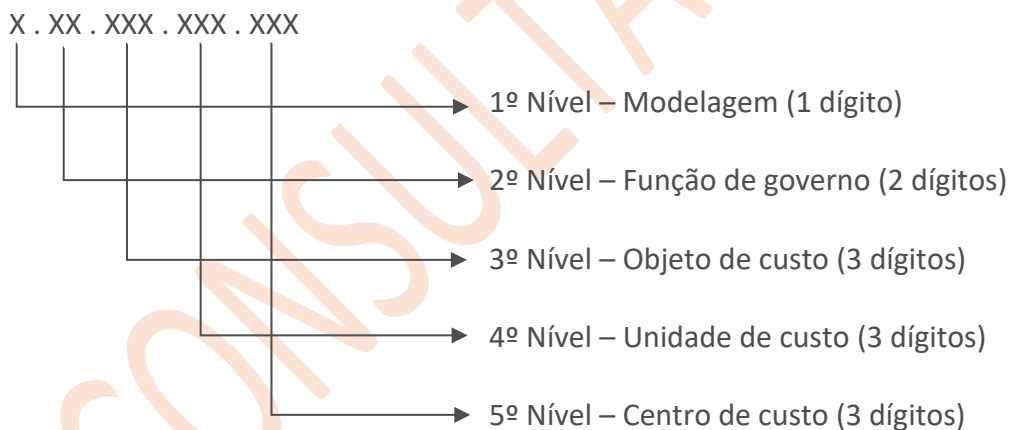 X . XX . XXX . XXX . XXX
1º Nível – Modelagem (1 dígito)
2º Nível – Função de governo (2 dígitos)
3º Nível – Objeto de custo (3 dígitos)
4º Nível – Unidade de custo (3 dígitos)
5º Nível – Centro de custo (3 dígitos)
CONSULTA